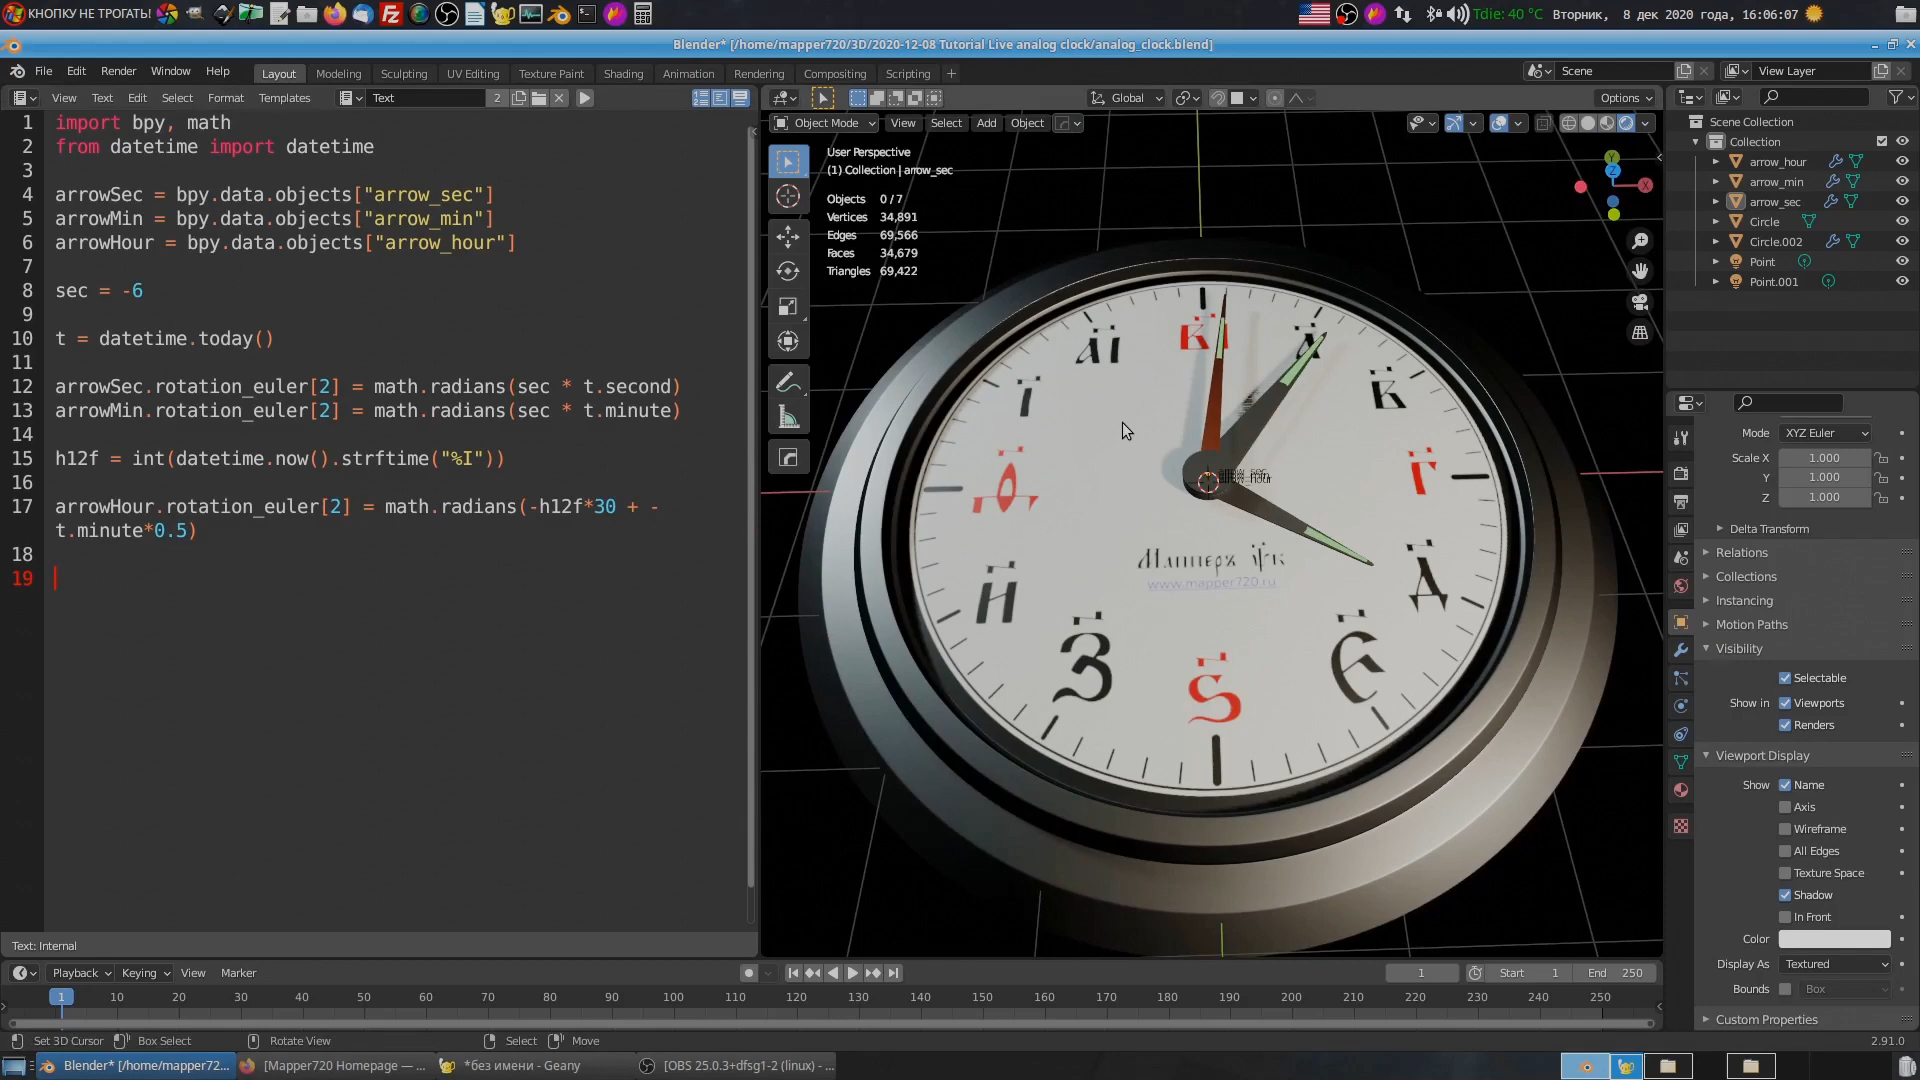 КНОПКУ НЕ ТРОГАТЬ!
Tdie: 40 °C Вторник, 8 дек 2020 года, 16:06:07
Blender* [/home/mapper720/3D/2020-12-08 Tutorial Live analog clock/analog_clock.blend]
File Edit Render Window Help Layout Modeling Sculpting UV Editing Texture Paint Shading Animation Rendering Compositing Scripting + Scene View Layer
View Text Edit Select Format Templates Text 2
Global Options
1 import bpy, math
2 from datetime import datetime
3
4 arrowSec = bpy.data.objects["arrow_sec"]
5 arrowMin = bpy.data.objects["arrow_min"]
6 arrowHour = bpy.data.objects["arrow_hour"]
7
8 sec = -6
9
10 t = datetime.today()
11
12 arrowSec.rotation_euler[2] = math.radians(sec * t.second)
13 arrowMin.rotation_euler[2] = math.radians(sec * t.minute)
14
15 h12f = int(datetime.now().strftime("%I"))
16
17 arrowHour.rotation_euler[2] = math.radians(-h12f*30 + -
t.minute*0.5)
18
19
Text: Internal
Object Mode View Select Add Object
User Perspective
(1) Collection | arrow_sec
Objects 0 / 7
Vertices 34,891
Edges 69,566
Faces 34,679
Triangles 69,422
Y
Z
X
www.mapper720.ru
Scene Collection
Collection
arrow_hour
arrow_min
arrow_sec
Circle
Circle.002
Point
Point.001
Mode XYZ Euler
Scale X 1.000
Y 1.000
Z 1.000
Delta Transform
Relations
Collections
Instancing
Motion Paths
Visibility
Selectable
Show in Viewports
Renders
Viewport Display
Show Name
Axis
Wireframe
All Edges
Texture Space
Shadow
In Front
Color
Display As Textured
Bounds Box
Custom Properties
Playback Keying View Marker 1 Start 1 End 250
1 10 20 30 40 50 60 70 80 90 100 110 120 130 140 150 160 170 180 190 200 210 220 230 240 250
Set 3D Cursor Box Select Rotate View Select Move 2.91.0
Blender* [/home/mapper72... [Mapper720 Homepage — ... *без имени - Geany [OBS 25.0.3+dfsg1-2 (linux) - ...